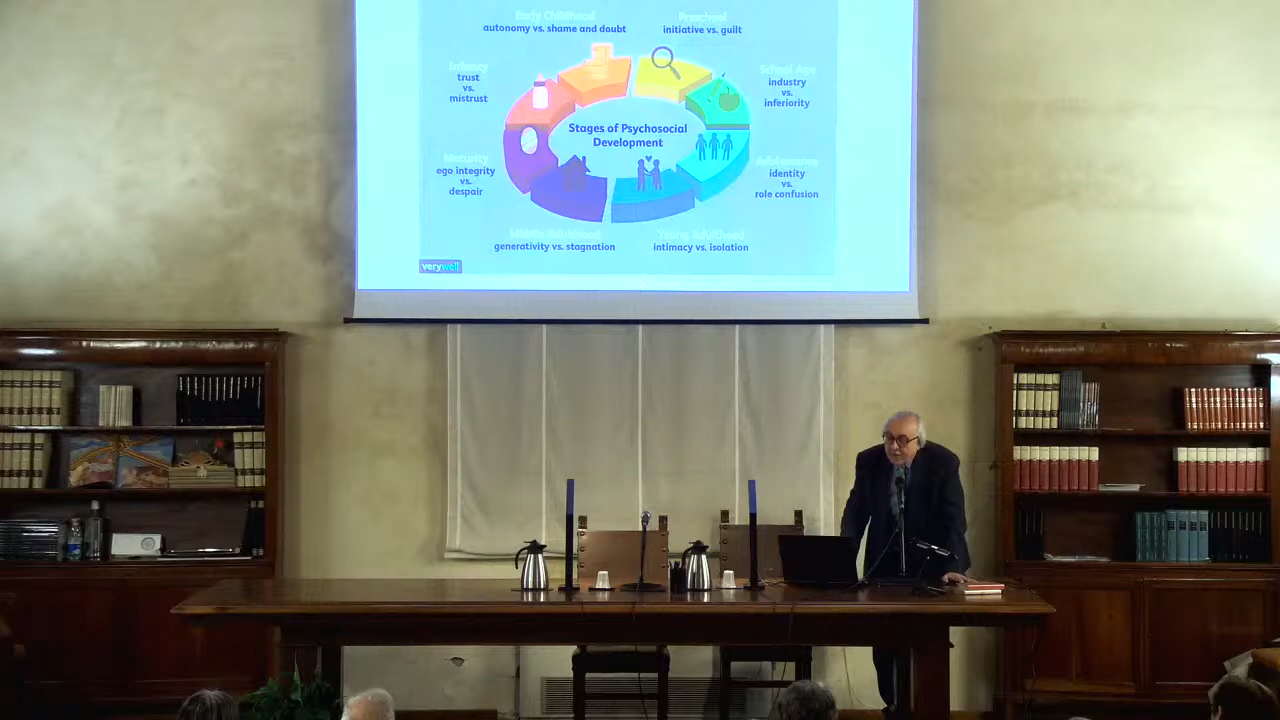 Early Childhood
autonomy vs. shame and doubt
Preschool
initiative vs. guilt
Infancy
trust
vs.
mistrust
School Age
industry
vs.
inferiority
Stages of Psychosocial
Development
Maturity
ego integrity
vs.
despair
Adolescence
identity
vs.
role confusion
Middle Adulthood
generativity vs. stagnation
Young Adulthood
intimacy vs. isolation
verywell